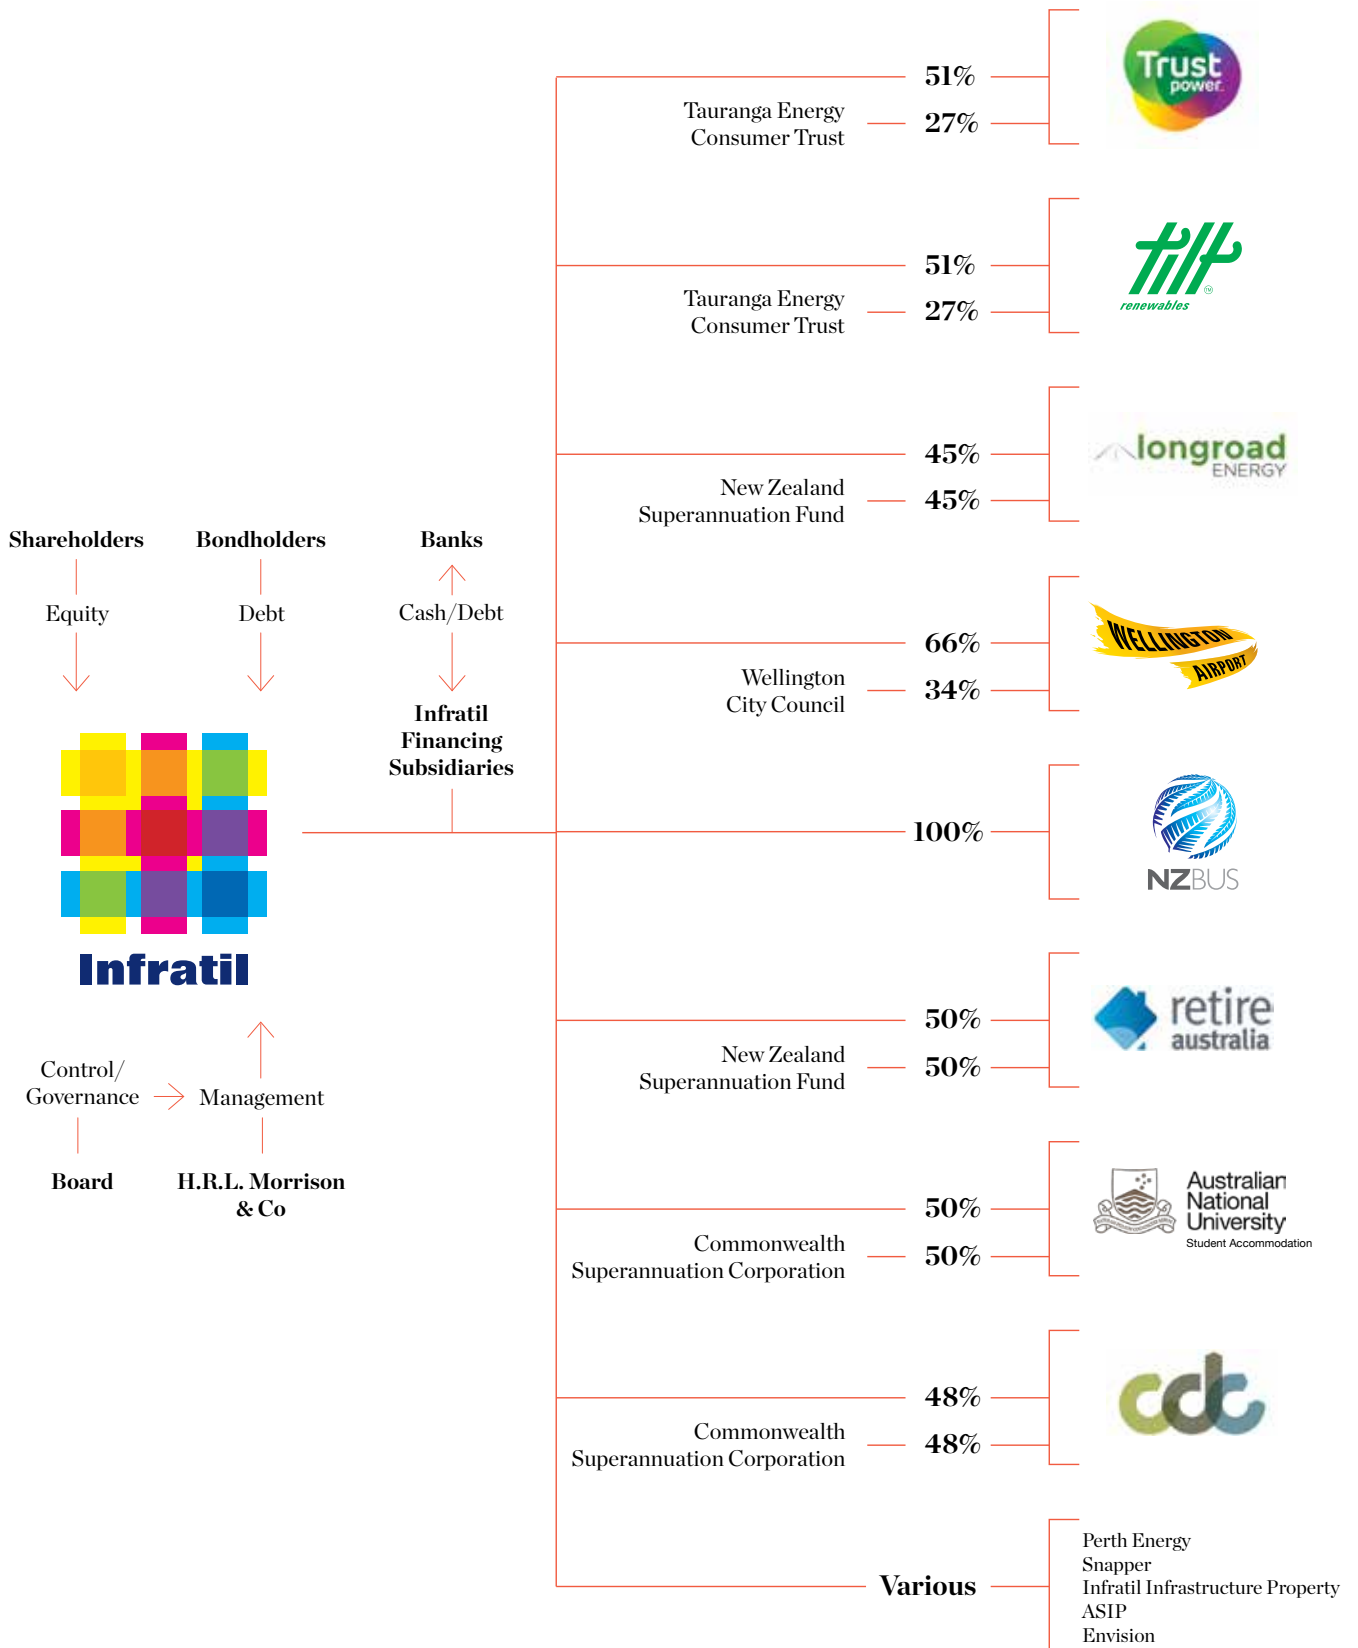 Shareholders
Equity
Bondholders
Debt
Banks
Cash/Debt
Infratil
Financing
Subsidiaries
Infratil
Control/
Governance
Management
Board
H.R.L. Morrison
& Co
51%
Tauranga Energy
Consumer Trust
27%
Trust
power
51%
Tauranga Energy
Consumer Trust
27%
tilt
renewables
TM
45%
New Zealand
Superannuation Fund
45%
longroad
ENERGY
66%
Wellington
City Council
34%
WELLINGTON
AIRPORT
100%
NZBUS
50%
New Zealand
Superannuation Fund
50%
retire
australia
50%
Commonwealth
Superannuation Corporation
50%
Australian
National
University
Student Accommodation
48%
Commonwealth
Superannuation Corporation
48%
cdc
Various
Perth Energy
Snapper
Infratil Infrastructure Property
ASIP
Envision